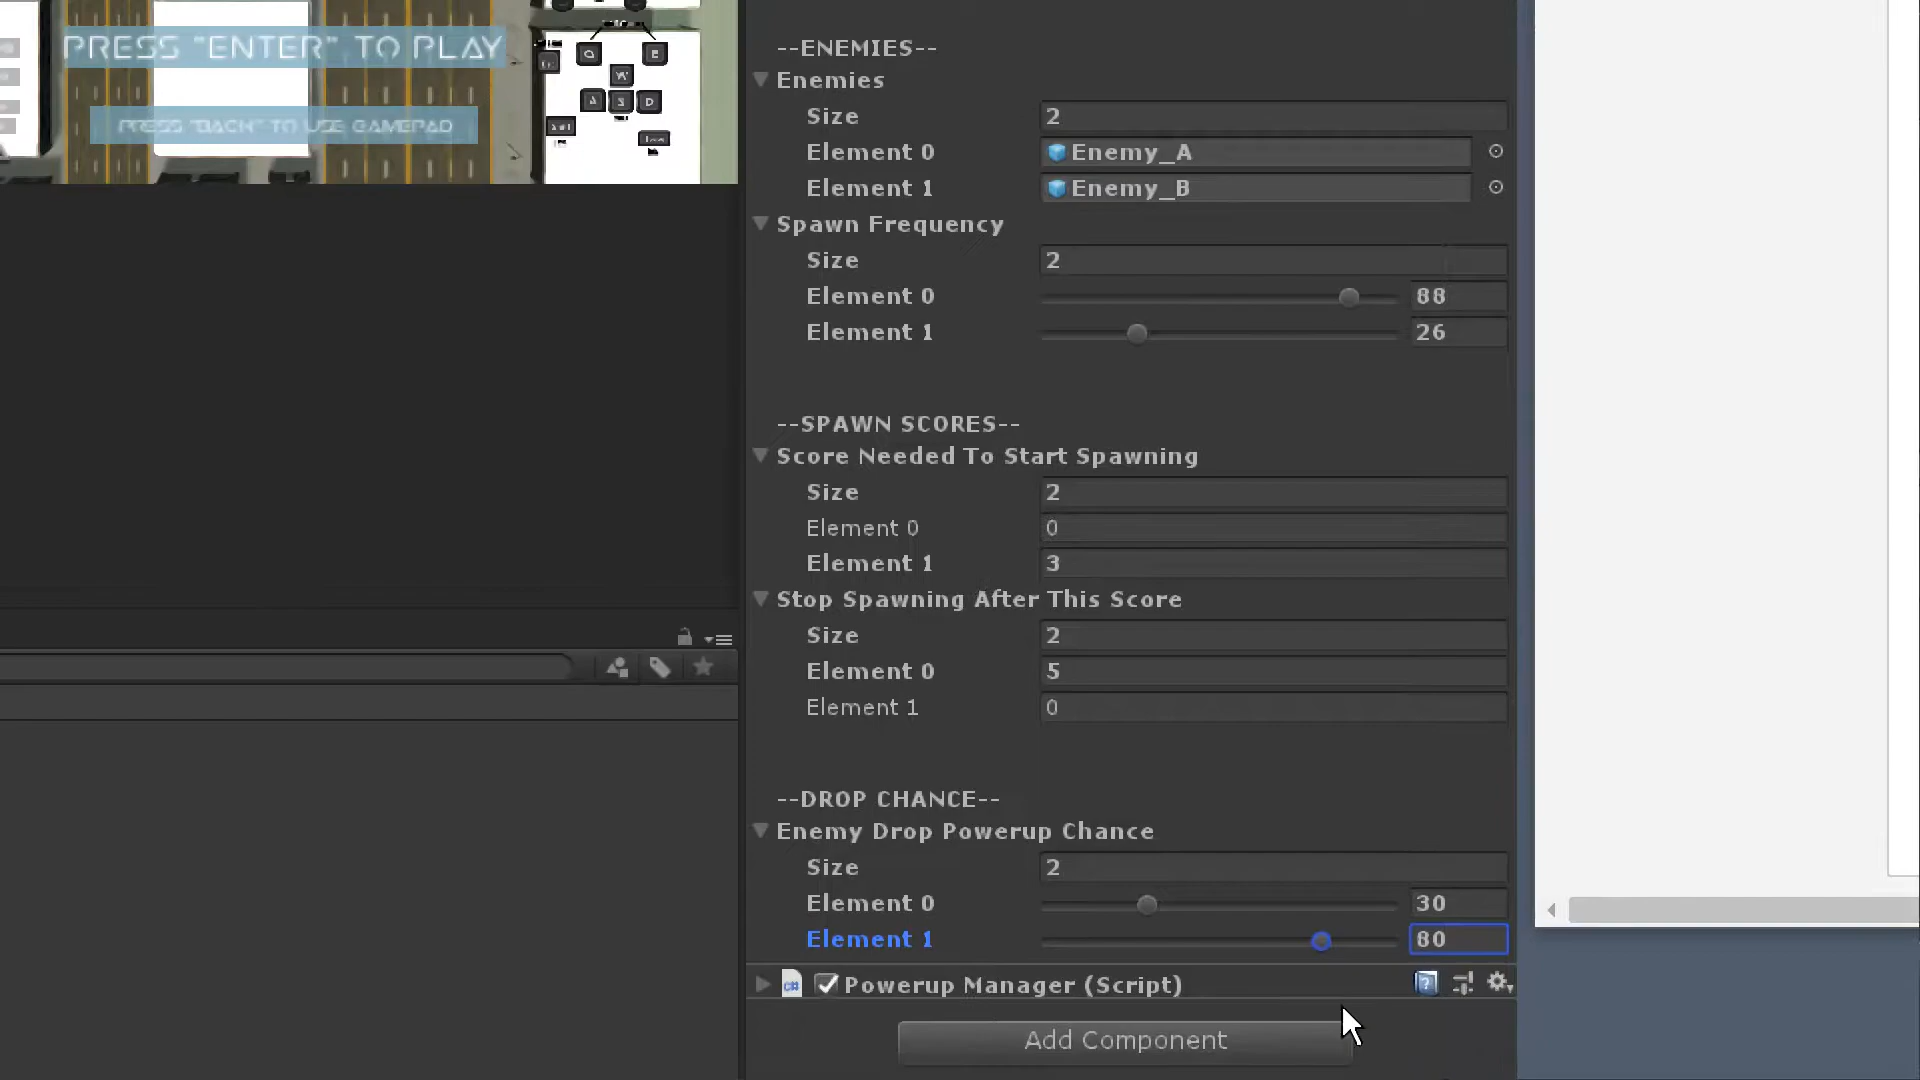 PRESS "ENTER" TO PLAY
PRESS "BACK" TO USE GAMEPAD
Q E
W
A S D
--ENEMIES--
Enemies
Size 2
Element 0 Enemy_A
Element 1 Enemy_B
Spawn Frequency
Size 2
Element 0 88
Element 1 26
--SPAWN SCORES--
Score Needed To Start Spawning
Size 2
Element 0 0
Element 1 3
Stop Spawning After This Score
Size 2
Element 0 5
Element 1 0
--DROP CHANCE--
Enemy Drop Powerup Chance
Size 2
Element 0 30
Element 1 80
C# Powerup Manager (Script) ?
Add Component